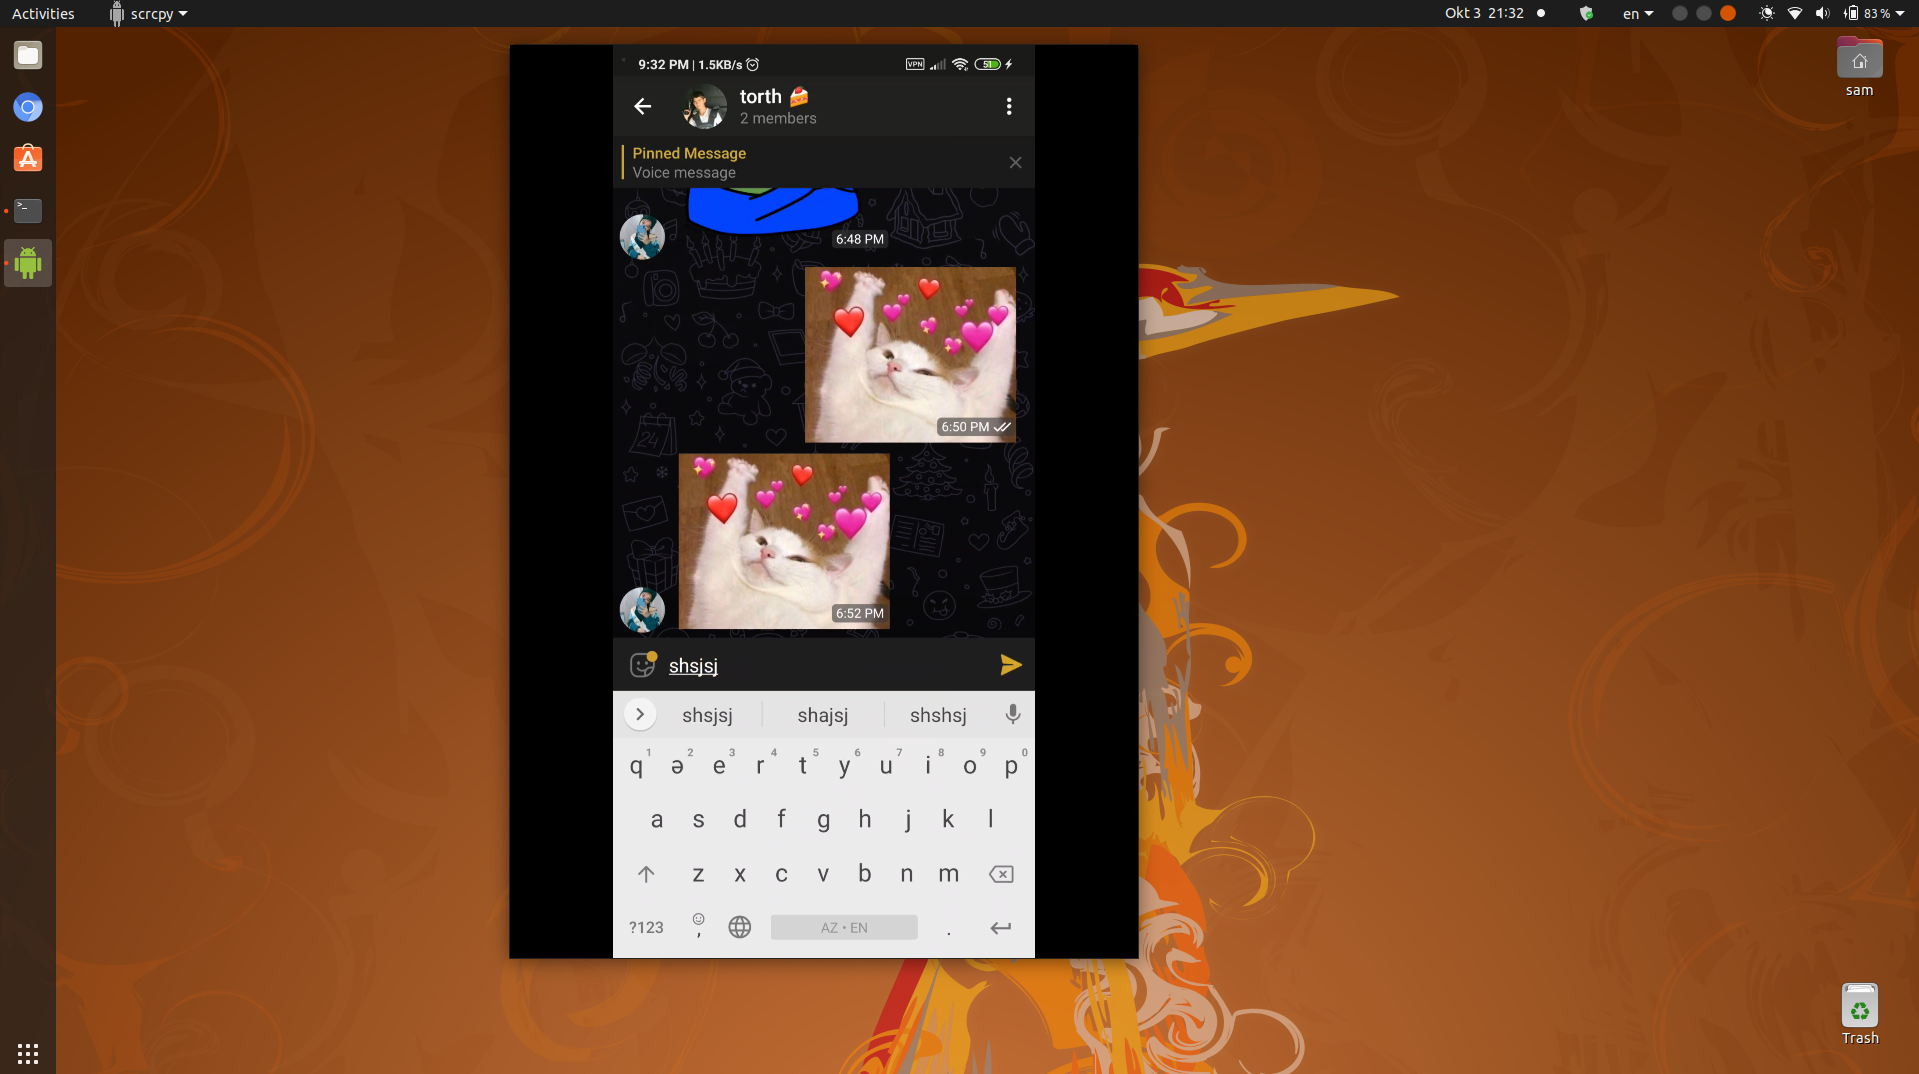 Activities
scrcpy
Okt 3 21:32
en
83 %
sam
9:32 PM | 1.5KB/s
VPN
51
torth
2 members
Pinned Message
Voice message
6:48 PM
24
6:50 PM
6:52 PM
shsjsj
shsjsj shajsj shshsj
1 2 3 4 5 6 7 8 9 0
q ə e r t y u i o p
a s d f g h j k l
z x c v b n m
?123 , AZ • EN .
Trash